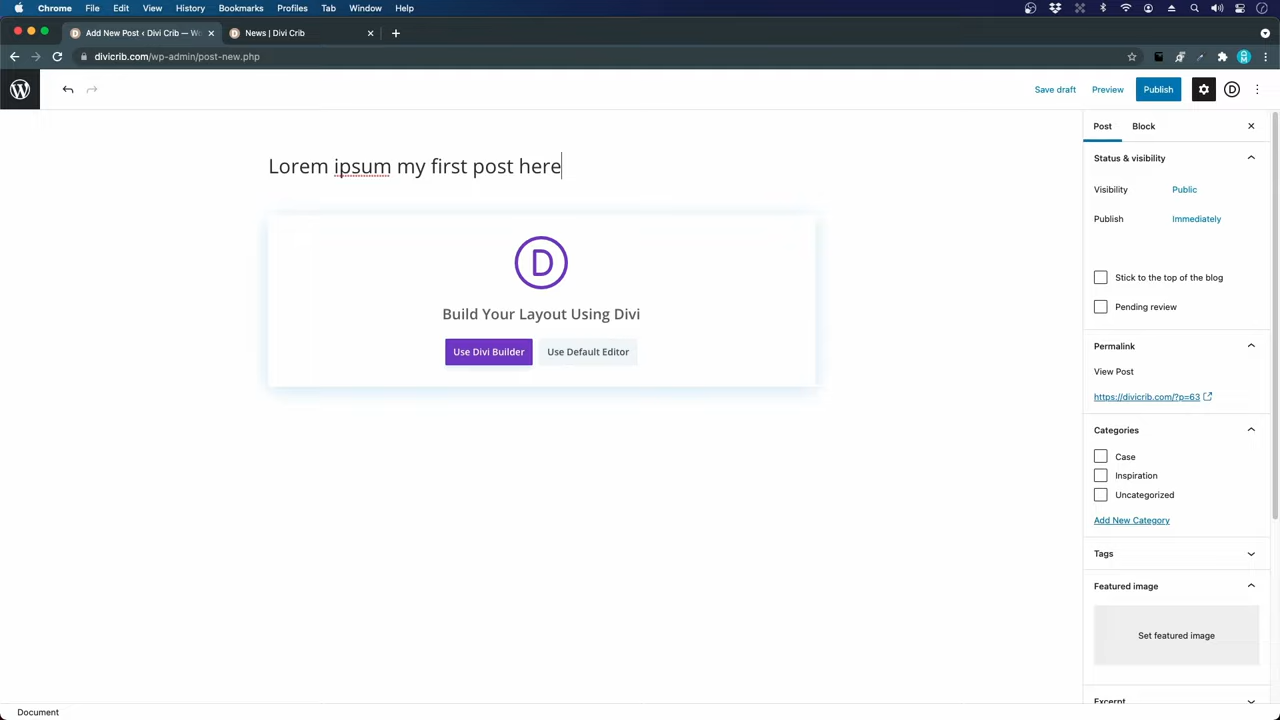 Chrome File Edit View History Bookmarks Profiles Tab Window Help
Add New Post ‹ Divi Crib — Wo
News | Divi Crib
divicrib.com/wp-admin/post-new.php
Save draft Preview Publish
D
Post Block
Lorem ipsum my first post here
Status & visibility
Visibility Public
Publish Immediately
Stick to the top of the blog
Pending review
D
Build Your Layout Using Divi
Use Divi Builder Use Default Editor
Permalink
View Post
https://divicrib.com/?p=63
Categories
Case
Inspiration
Uncategorized
Add New Category
Tags
Featured image
Set featured image
Excerpt
Document